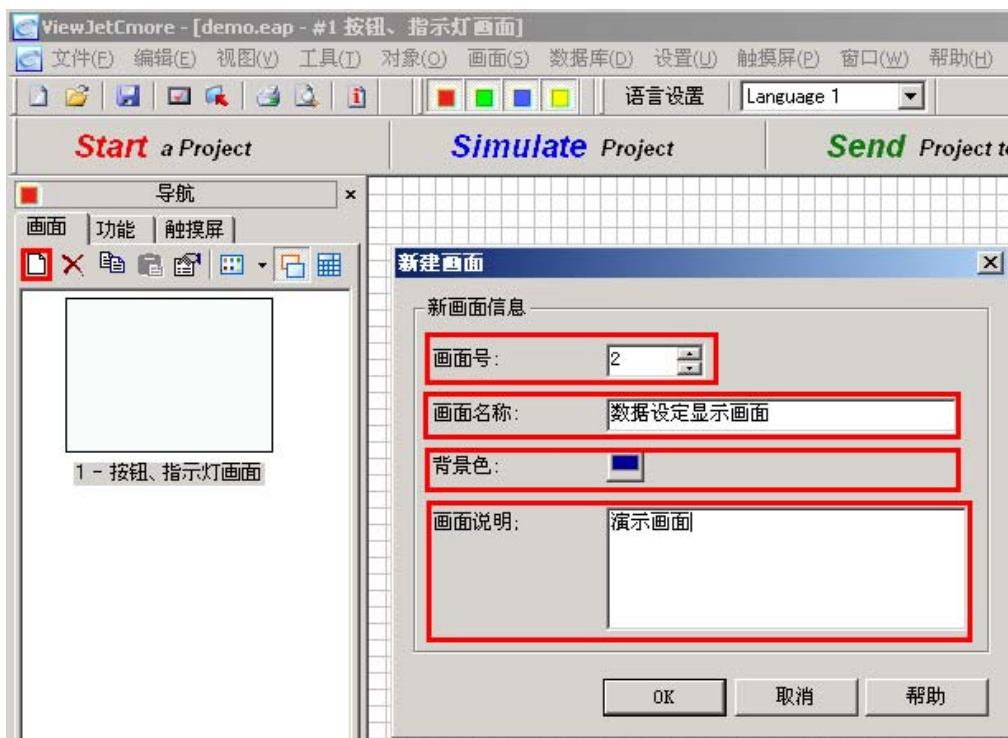 ViewJetCmore - [demo.eap - #1 按钮、指示灯画面]
文件(F) 编辑(E) 视图(V) 工具(T) 对象(O) 画面(S) 数据库(D) 设置(U) 触摸屏(P) 窗口(W) 帮助(H)
语言设置 Language 1
Start a Project Simulate Project Send Project to
导航
画面 功能 触摸屏
1 - 按钮、指示灯画面
新建画面
新画面信息
画面号: 2
画面名称: 数据设定显示画面
背景色:
画面说明: 演示画面
OK 取消 帮助